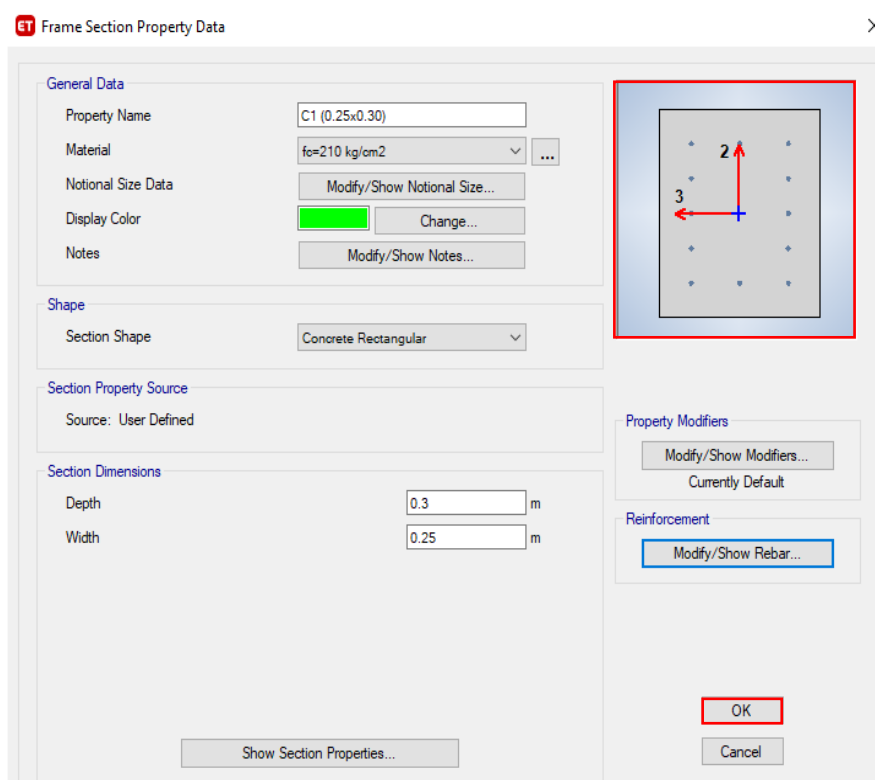 ET Frame Section Property Data
General Data
Property Name C1 (0.25x0.30)
Material fc=210 kg/cm2 ...
Notional Size Data Modify/Show Notional Size...
Display Color Change...
Notes Modify/Show Notes...
2
3
Shape
Section Shape Concrete Rectangular
Section Property Source
Source: User Defined
Property Modifiers
Modify/Show Modifiers...
Currently Default
Section Dimensions
Depth 0.3 m
Width 0.25 m
Reinforcement
Modify/Show Rebar...
OK
Show Section Properties...
Cancel